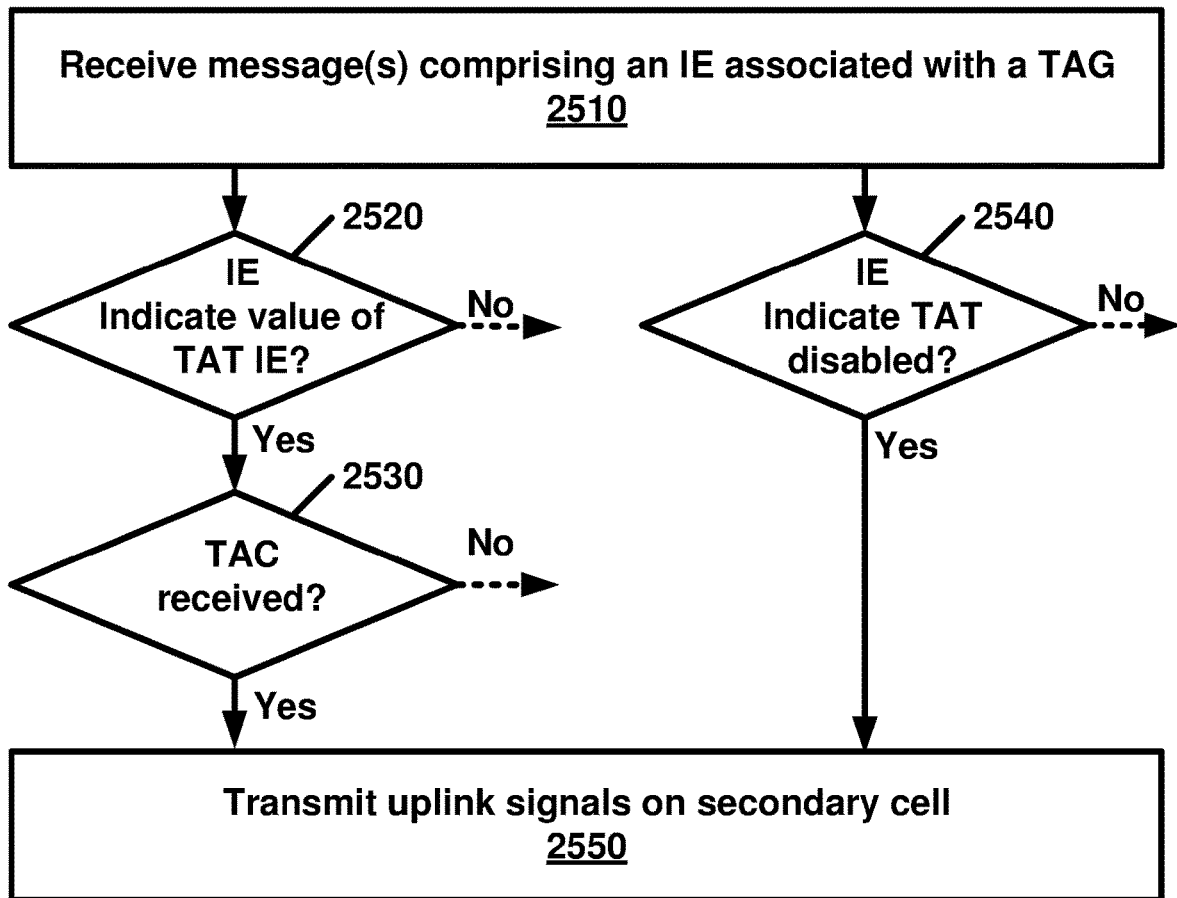 Receive message(s) comprising an IE associated with a TAG
2510
2520
IE
Indicate value of
TAT IE?
No
Yes
2530
TAC
received?
No
Yes
2540
IE
Indicate TAT
disabled?
No
Yes
Transmit uplink signals on secondary cell
2550